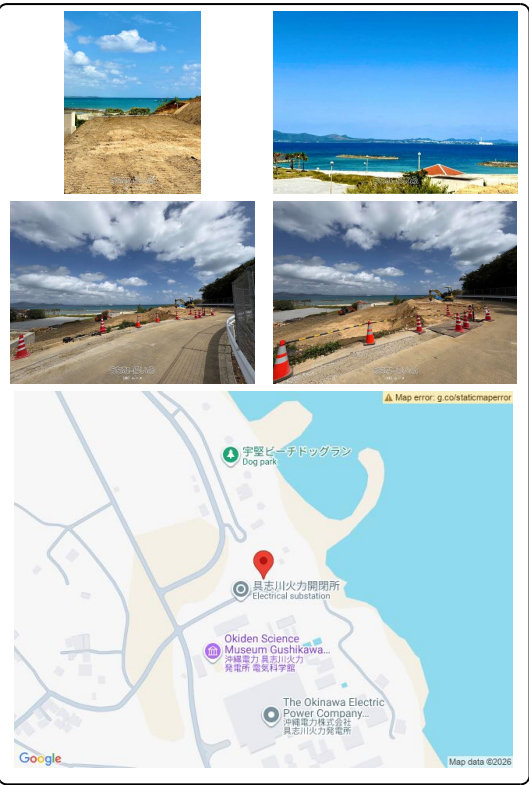 Map error: g.co/staticmaperror
宇堅ビーチドッグラン
Dog park
具志川火力開閉所
Electrical substation
Okiden Science
Museum Gushikawa...
沖縄電力 具志川火力
発電所 電気科学館
The Okinawa Electric
Power Company...
沖縄電力株式会社
具志川火力発電所
Google
Map data ©2026